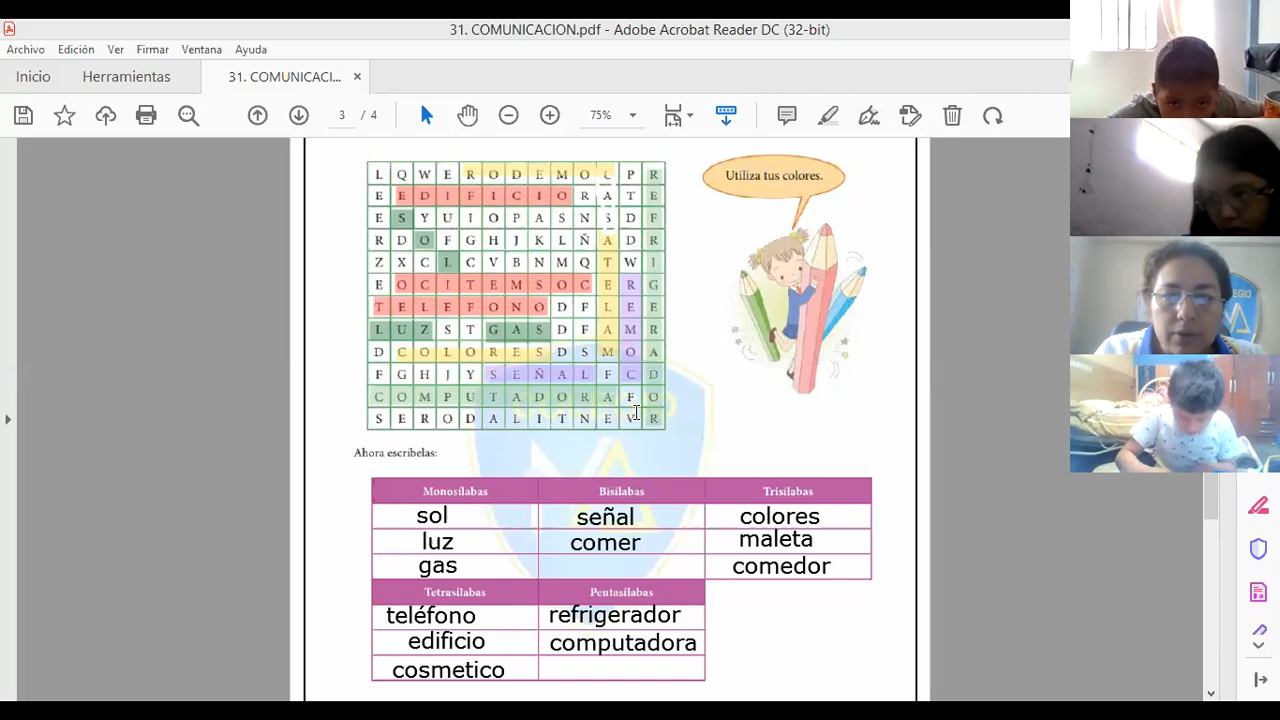 31. COMUNICACION.pdf - Adobe Acrobat Reader DC (32-bit)
Archivo Edición Ver Firmar Ventana Ayuda
Inicio Herramientas 31. COMUNICACI... ×
3 / 4 75%
L Q W E R O D E M O C P R
E E D I F I C I O R A T E
E S Y U I O P A S N S D F
R D O F G H J K L Ñ A D R
Z X C L C V B N M Q T W I
E O C I T E M S O C E R G
T E L E F O N O D F L E E
L U Z S T G A S D F A M R
D C O L O R E S D S M O A
F G H J Y S E Ñ A L F C D
C O M P U T A D O R A F O
S E R O D A L I T N E V R
Utiliza tus colores.
Ahora escribelas:
Monosílabas Bisílabas Trisílabas
sol señal colores
luz comer maleta
gas comedor
Tetrasílabas Pentasílabas
teléfono refrigerador
edificio computadora
cosmetico